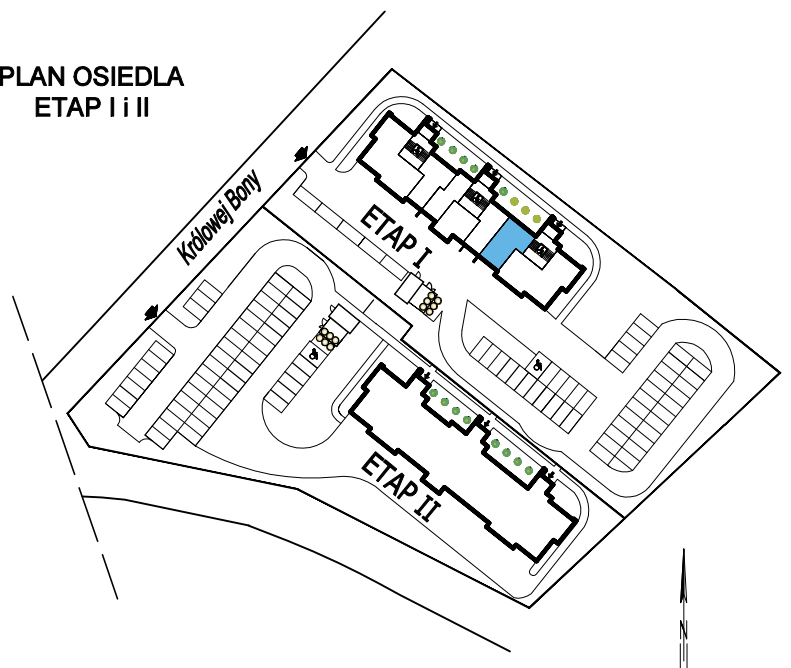 PLAN OSIEDLA
ETAP I i II
Królowej Bony
ETAP I
ETAP II
N